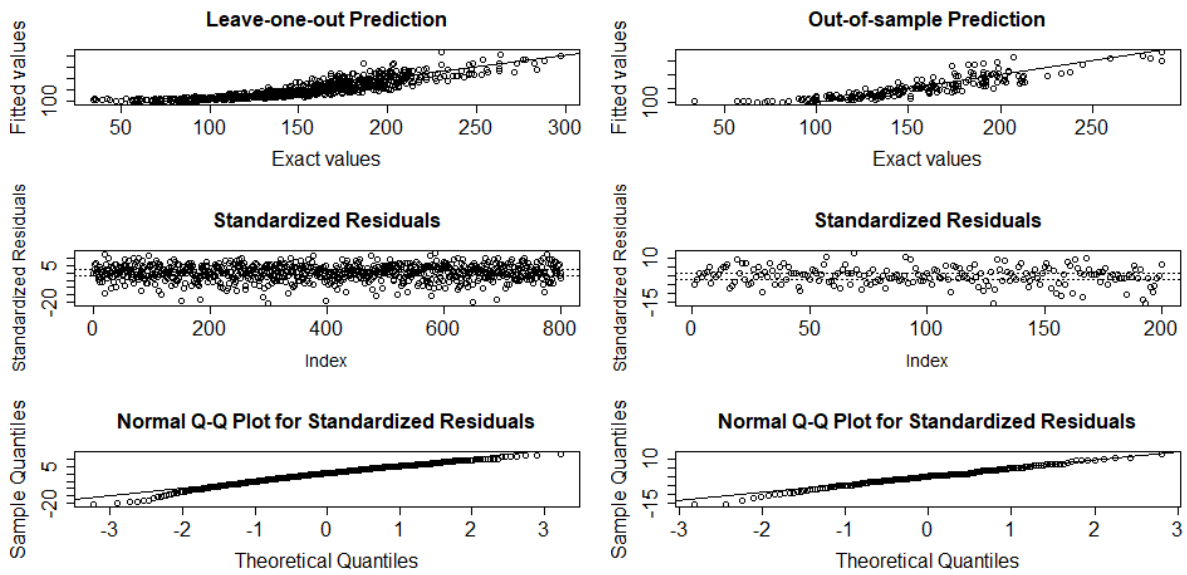 Leave-one-out Prediction
Fitted values
100
50 100 150 200 250 300
Exact values
Out-of-sample Prediction
Fitted values
100
50 100 150 200 250
Exact values
Standardized Residuals
Standardized Residuals
5
-20
0 200 400 600 800
Index
Standardized Residuals
Standardized Residuals
10
-15
0 50 100 150 200
Index
Normal Q-Q Plot for Standardized Residuals
Sample Quantiles
5
-20
-3 -2 -1 0 1 2 3
Theoretical Quantiles
Normal Q-Q Plot for Standardized Residuals
Sample Quantiles
10
-15
-3 -2 -1 0 1 2 3
Theoretical Quantiles